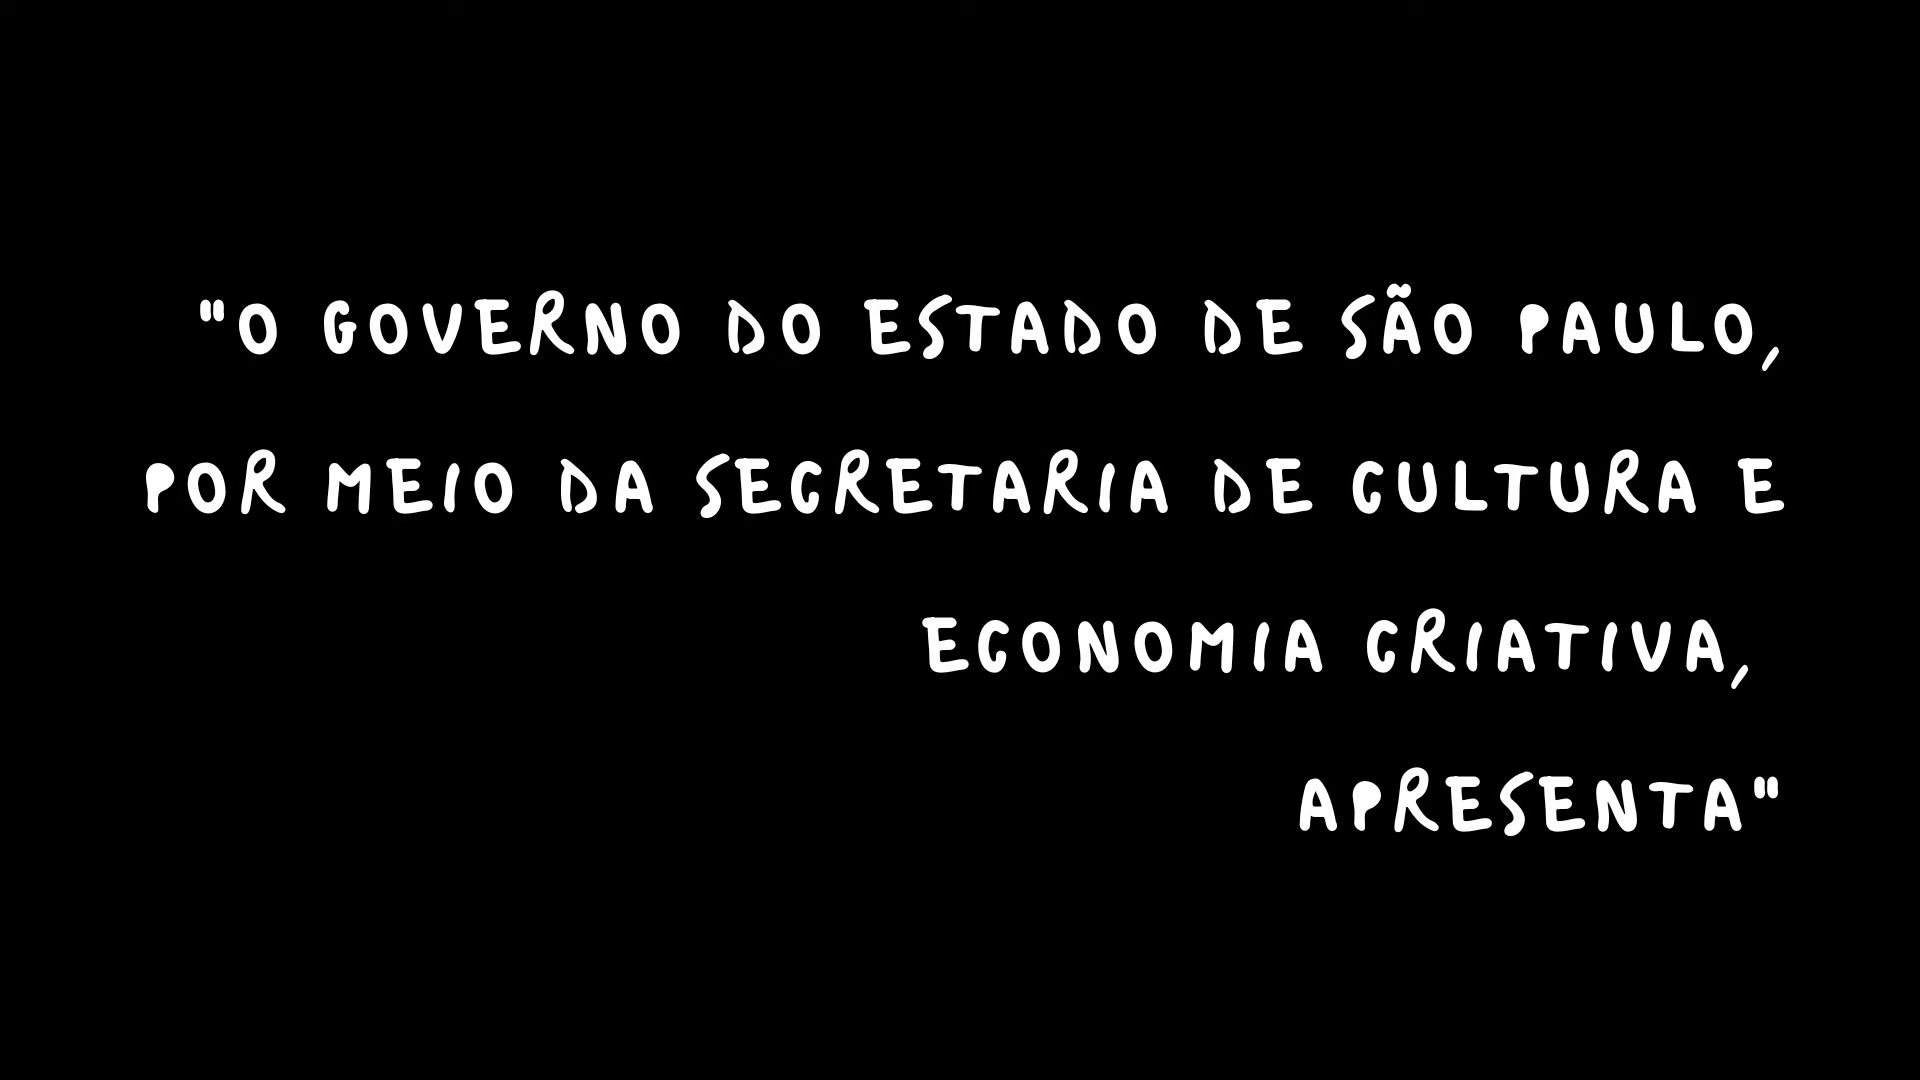 "O GOVERNO DO ESTADO DE SÃO PAULO,
POR MEIO DA SECRETARIA DE CULTURA E
ECONOMIA CRIATIVA,
APRESENTA"